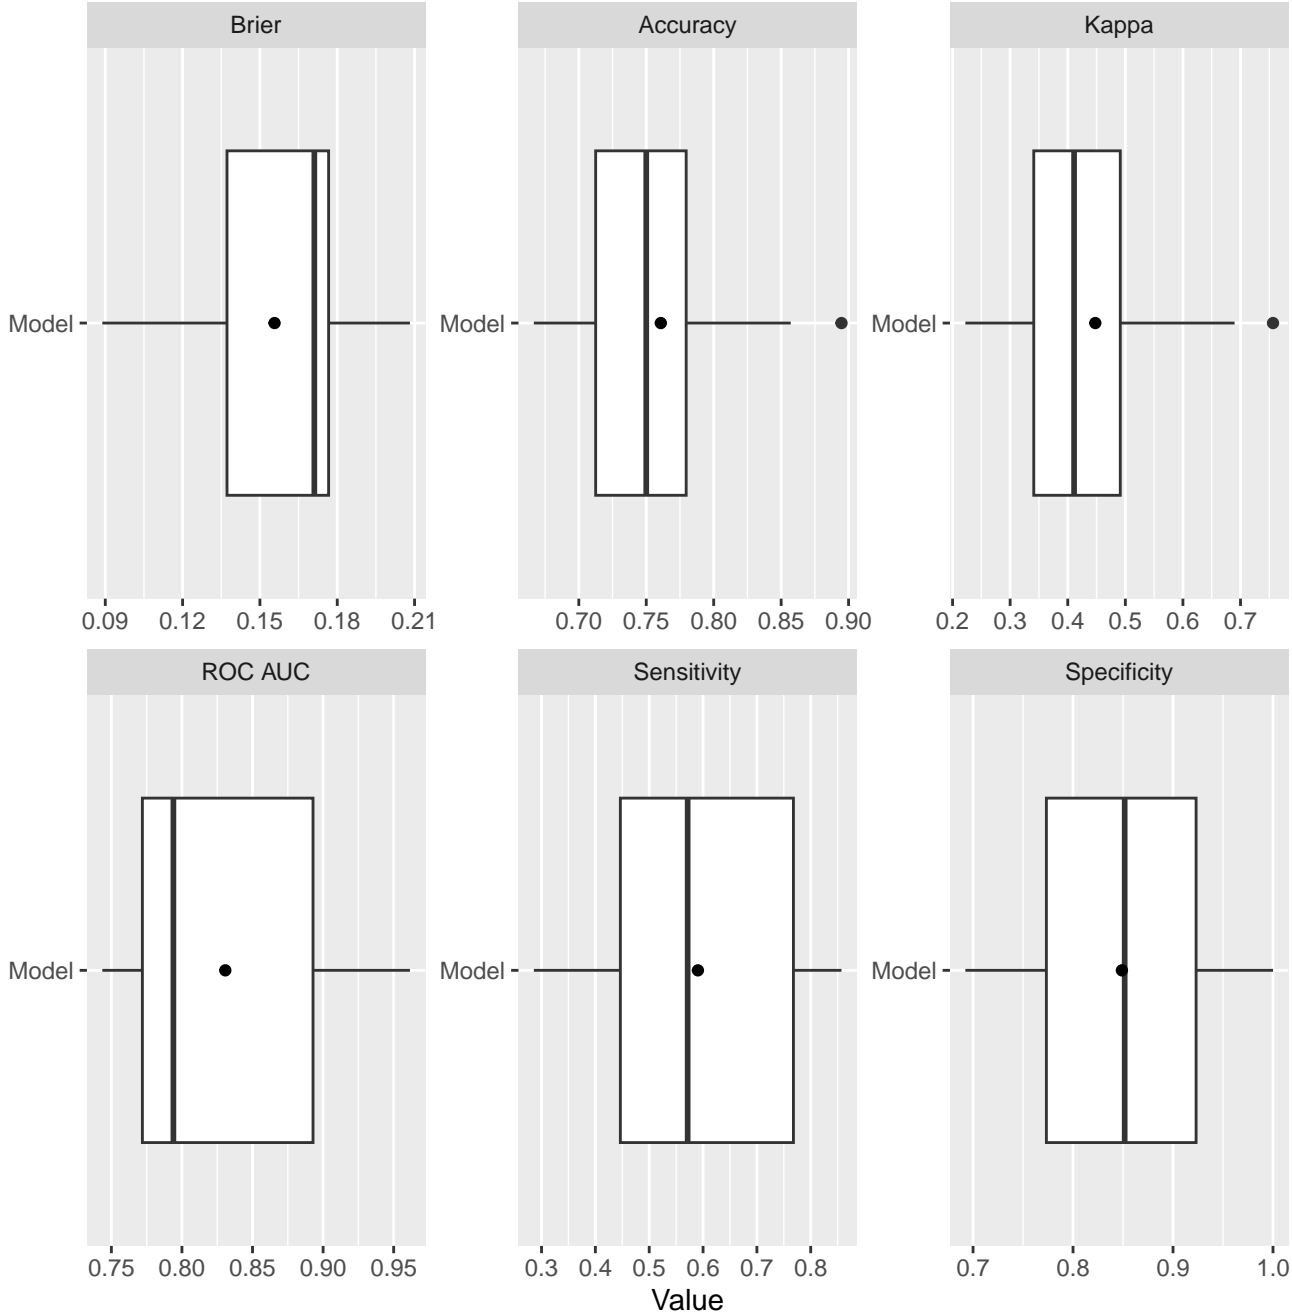 Brier Accuracy Kappa
Model Model Model
0.09 0.12 0.15 0.18 0.21 0.70 0.75 0.80 0.85 0.90 0.2 0.3 0.4 0.5 0.6 0.7
ROC AUC Sensitivity Specificity
Model Model Model
0.75 0.80 0.85 0.90 0.95 0.3 0.4 0.5 0.6 0.7 0.8 0.7 0.8 0.9 1.0
Value